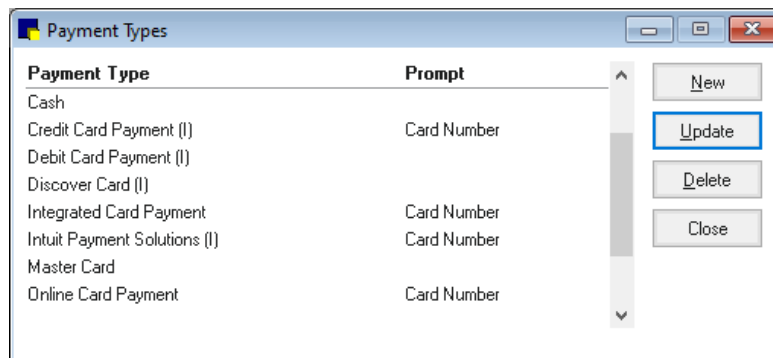 Payment Types
Payment Type Prompt
Cash
Credit Card Payment (I) Card Number
Debit Card Payment (I)
Discover Card (I)
Integrated Card Payment Card Number
Intuit Payment Solutions (I) Card Number
Master Card
Online Card Payment Card Number
New
Update
Delete
Close